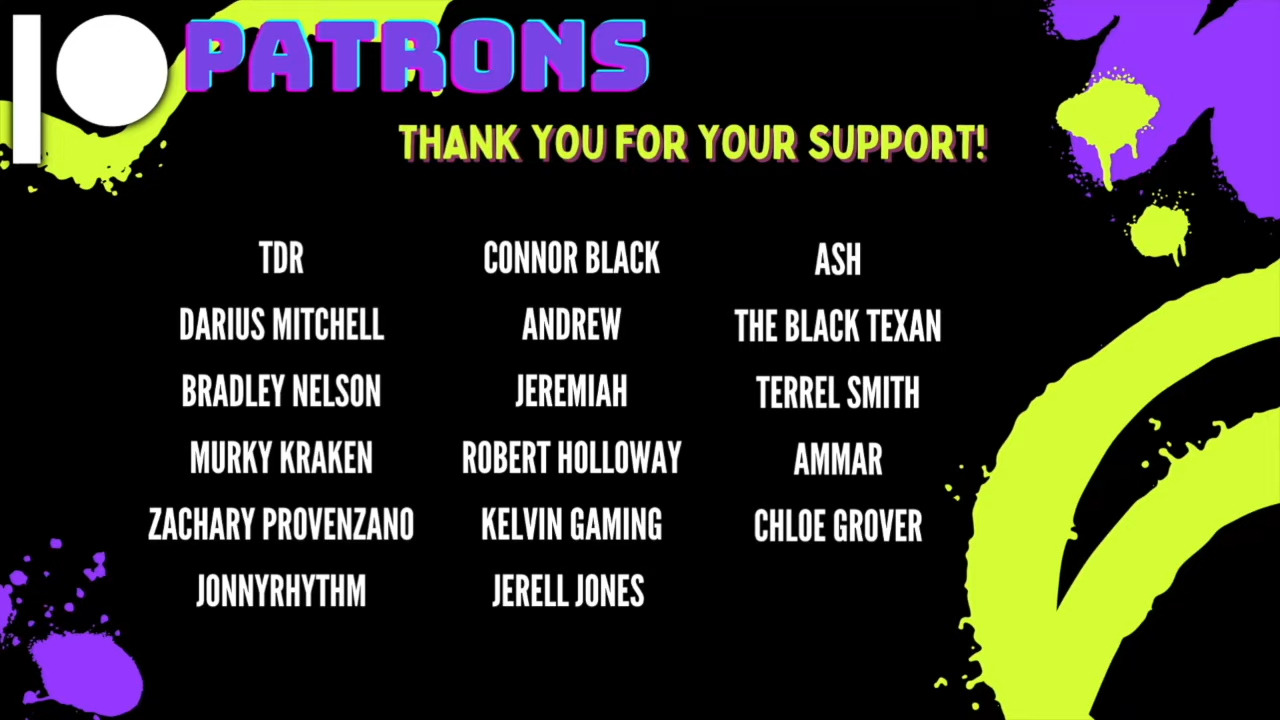 PATRONS
THANK YOU FOR YOUR SUPPORT!
TDR
DARIUS MITCHELL
BRADLEY NELSON
MURKY KRAKEN
ZACHARY PROVENZANO
JONNYRHYTHM
CONNOR BLACK
ANDREW
JEREMIAH
ROBERT HOLLOWAY
KELVIN GAMING
JERELL JONES
ASH
THE BLACK TEXAN
TERREL SMITH
AMMAR
CHLOE GROVER